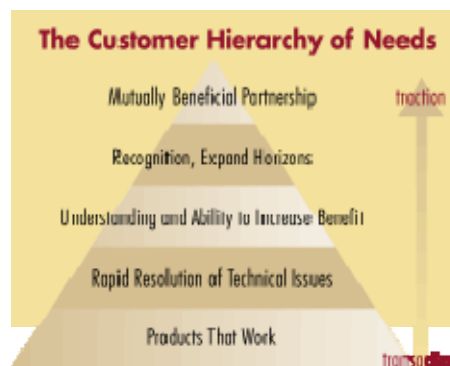 The Customer Hierarchy of Needs
Mutually Beneficial Partnership
traction
Recognition, Expand Horizons
Understanding and Ability to Increase Benefit
Rapid Resolution of Technical Issues
Products That Work